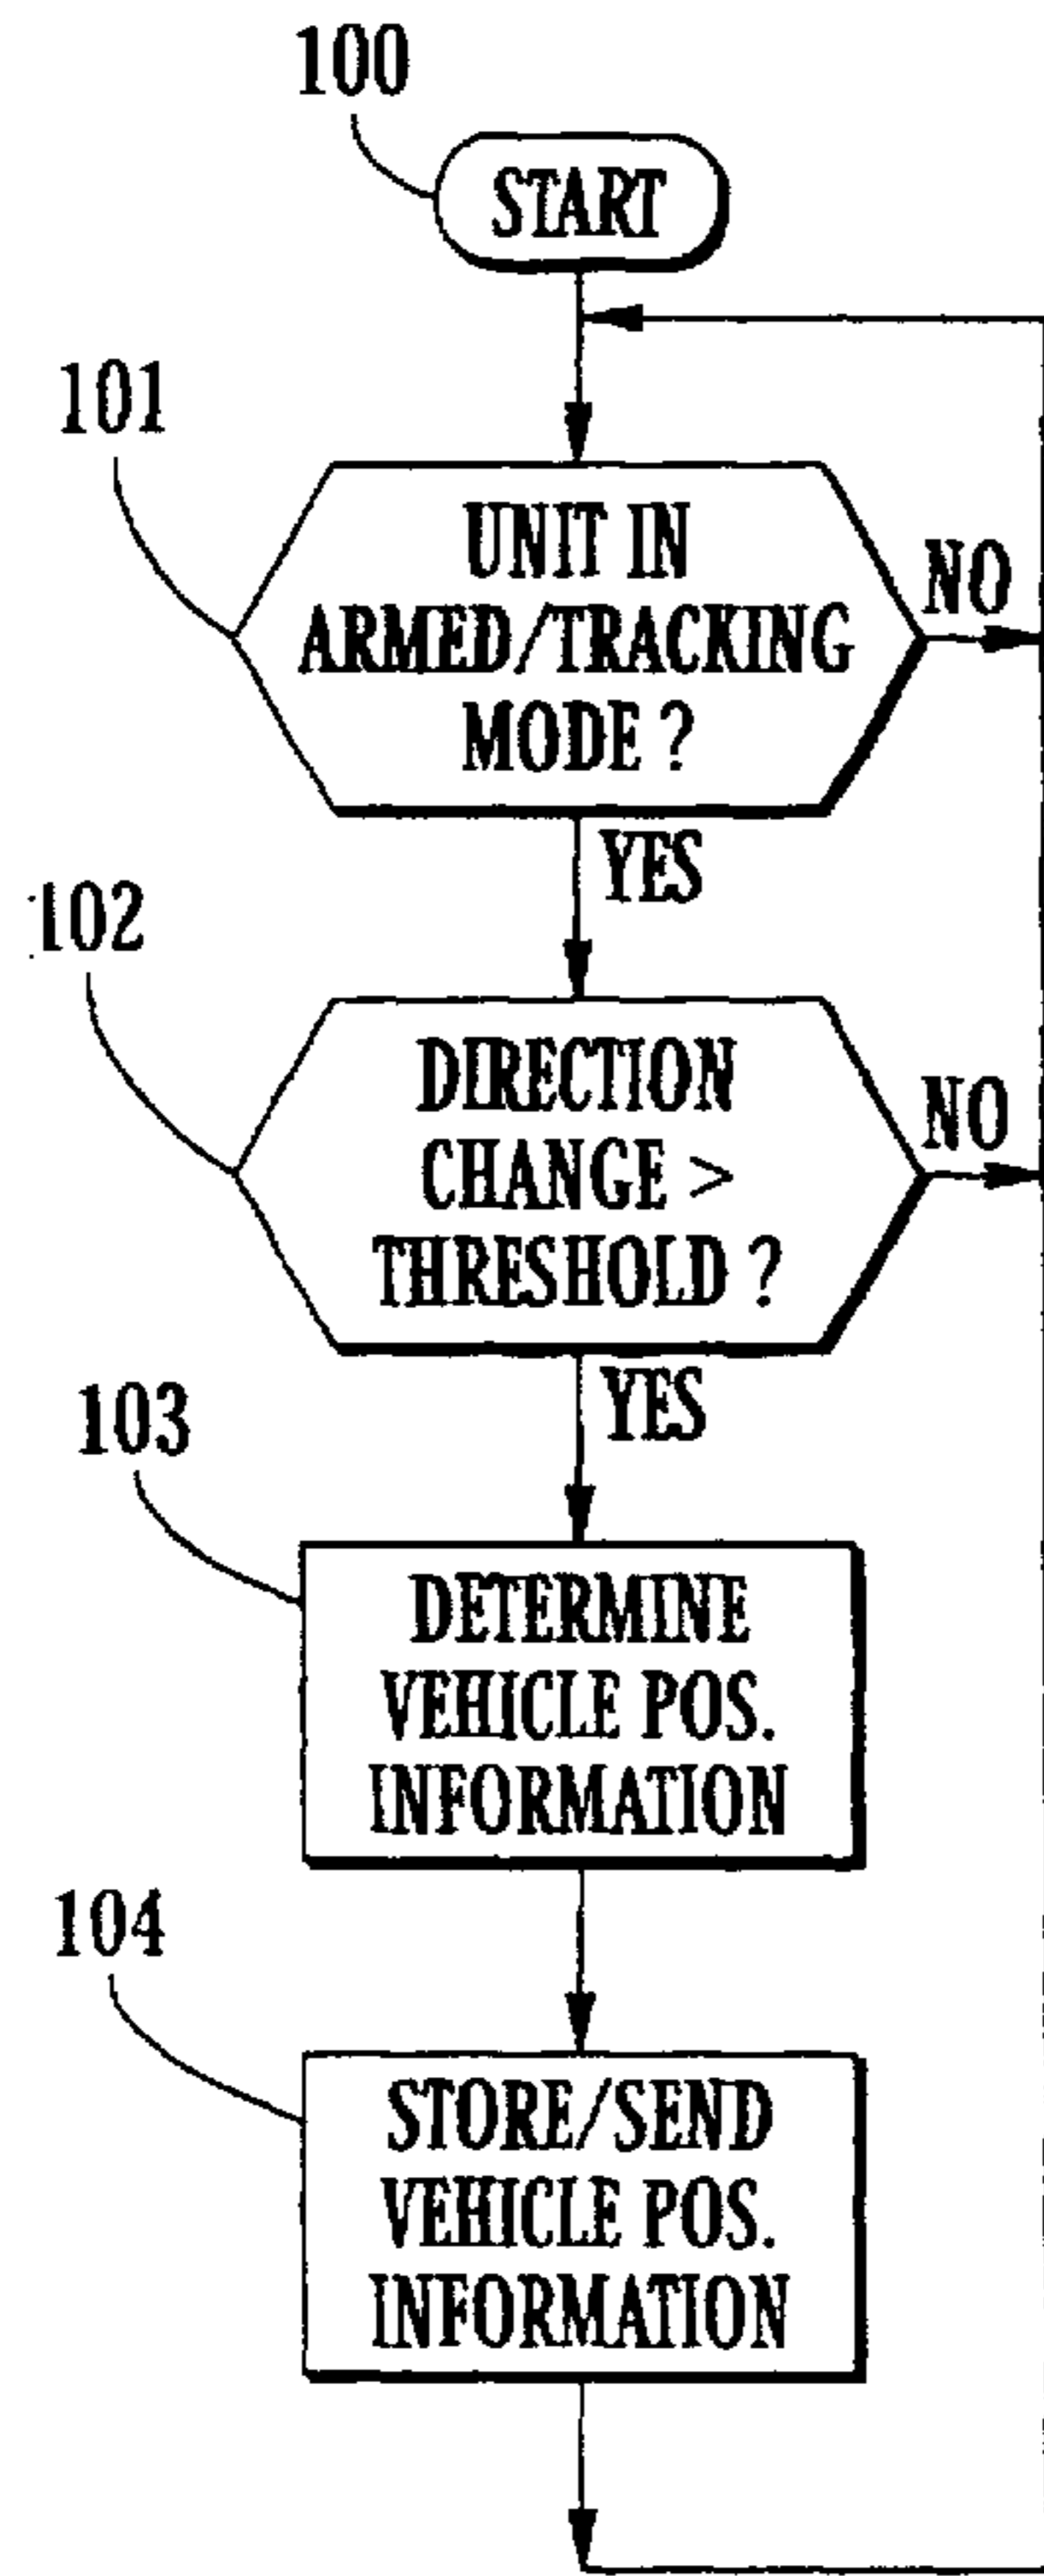 100
START
101
UNIT IN
ARMED/TRACKING
MODE ?
NO
YES
102
DIRECTION
CHANGE >
THRESHOLD ?
NO
YES
103
DETERMINE
VEHICLE POS.
INFORMATION
104
STORE/SEND
VEHICLE POS.
INFORMATION